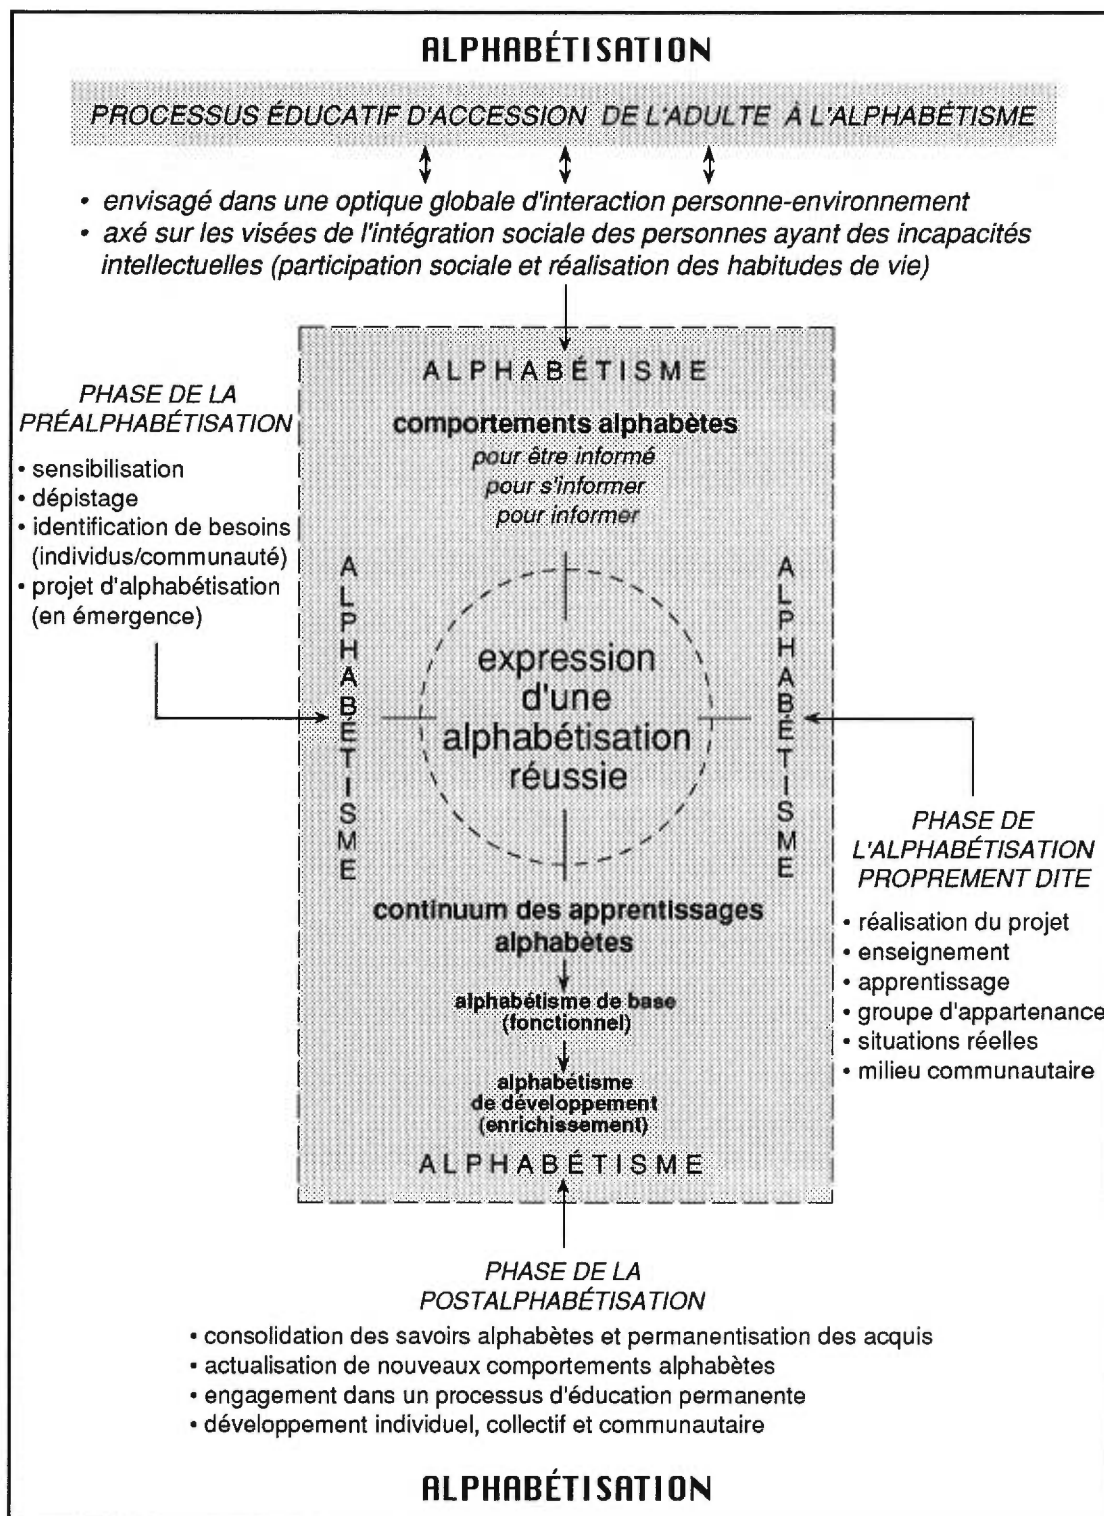 ALPHABÉTISATION
PROCESSUS ÉDUCATIF D'ACCESSION DE L'ADULTE À L'ALPHABÉTISME
• envisagé dans une optique globale d'interaction personne-environnement
• axé sur les visées de l'intégration sociale des personnes ayant des incapacités
intellectuelles (participation sociale et réalisation des habitudes de vie)
ALPHABÉTISME
comportements alphabètes
pour être informé
pour s'informer
pour informer
PHASE DE LA
PRÉALPHABÉTISATION
• sensibilisation
• dépistage
• identification de besoins
(individus/communauté)
• projet d'alphabétisation
(en émergence)
ALPHABÉTISME
expression
d'une
alphabétisation
réussie
ALPHABÉTISME
PHASE DE
L'ALPHABÉTISATION
PROPREMENT DITE
• réalisation du projet
• enseignement
• apprentissage
• groupe d'appartenance
• situations réelles
• milieu communautaire
continuum des apprentissages
alphabètes
alphabétisme de base
(fonctionnel)
alphabétisme
de développement
(enrichissement)
ALPHABÉTISME
PHASE DE LA
POSTALPHABÉTISATION
• consolidation des savoirs alphabètes et permanentisation des acquis
• actualisation de nouveaux comportements alphabètes
• engagement dans un processus d'éducation permanente
• développement individuel, collectif et communautaire
ALPHABÉTISATION